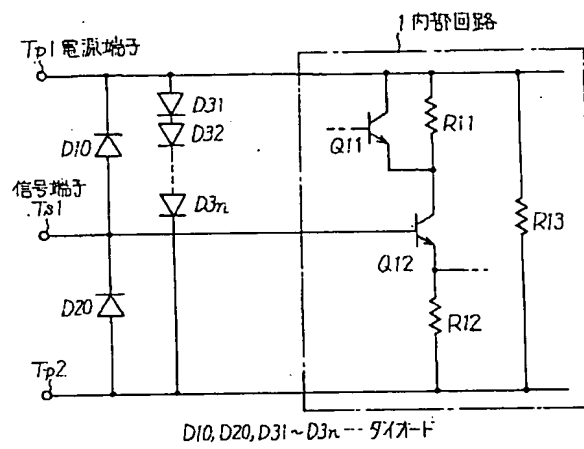 1 内部回路
Tp1 電源端子
D31
D32
D10
R11
Q11
信号端子
Ts1
D3n
R13
Q12
D20
R12
Tp2
D10, D20, D31~D3n --- ダイオード